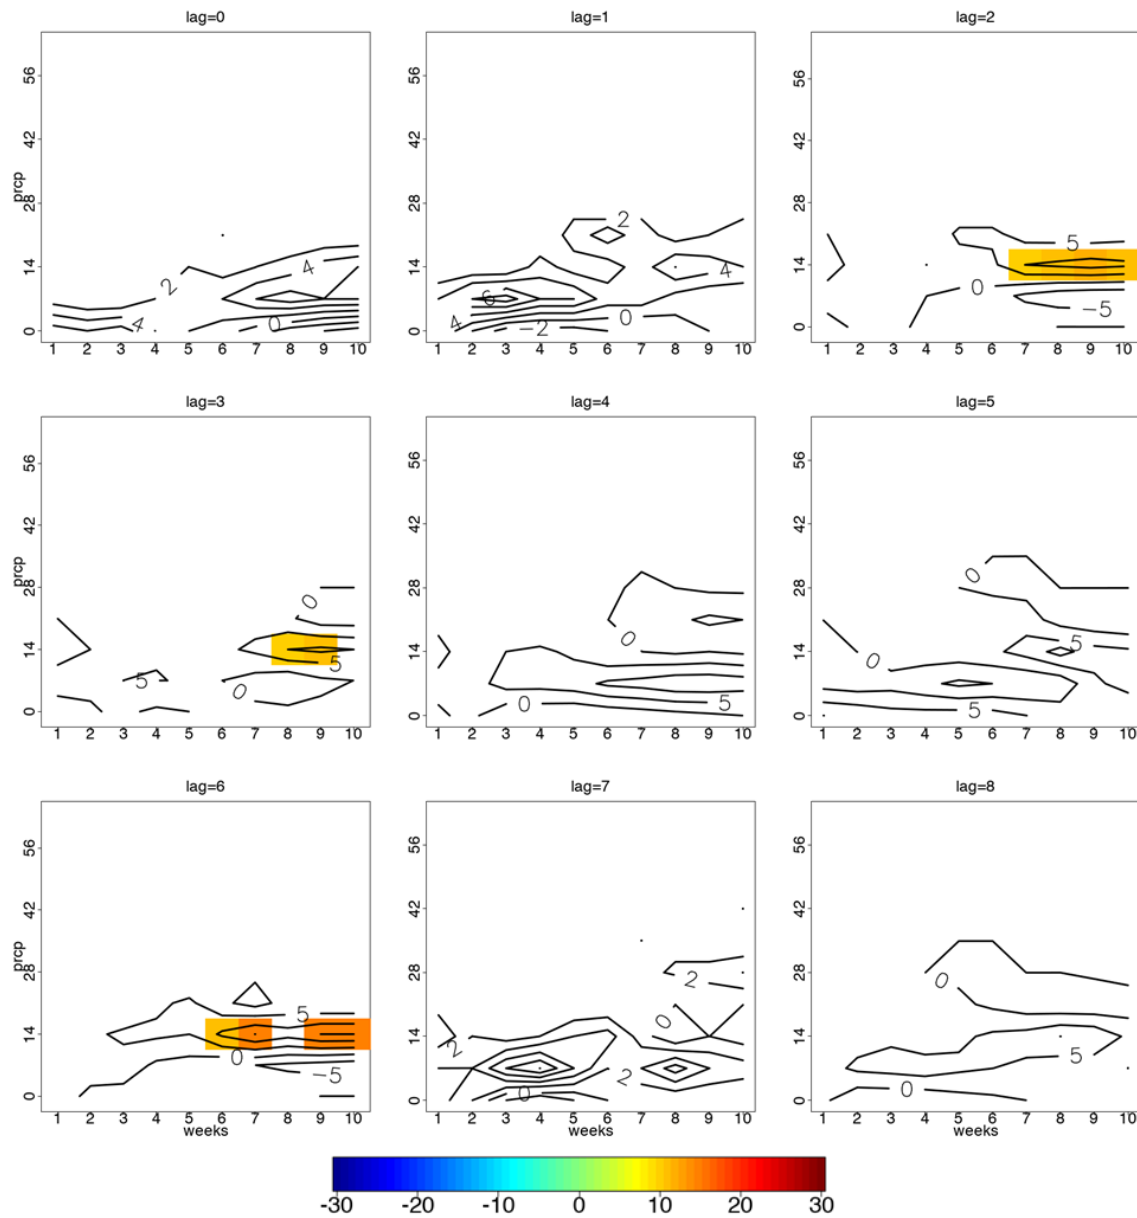 lag=0 lag=1 lag=2
56 56 56
42 42 42
prcp
28 28 28
14 14 14
0 0 0
2 4 4 0
2 6 4 4 −2 0
5 0 −5
1 2 3 4 5 6 7 8 9 10 1 2 3 4 5 6 7 8 9 10 1 2 3 4 5 6 7 8 9 10
lag=3 lag=4 lag=5
56 56 56
42 42 42
prcp
28 28 28
14 14 14
0 0 0
0 5 5 0
0 0 5
0 0 5 5
1 2 3 4 5 6 7 8 9 10 1 2 3 4 5 6 7 8 9 10 1 2 3 4 5 6 7 8 9 10
lag=6 lag=7 lag=8
56 56 56
42 42 42
prcp
28 28 28
14 14 14
0 0 0
5 0 −5
2 0 2 2 0
0 5 0
1 2 3 4 5 6 7 8 9 10 1 2 3 4 5 6 7 8 9 10 1 2 3 4 5 6 7 8 9 10
weeks weeks weeks
-30 -20 -10 0 10 20 30